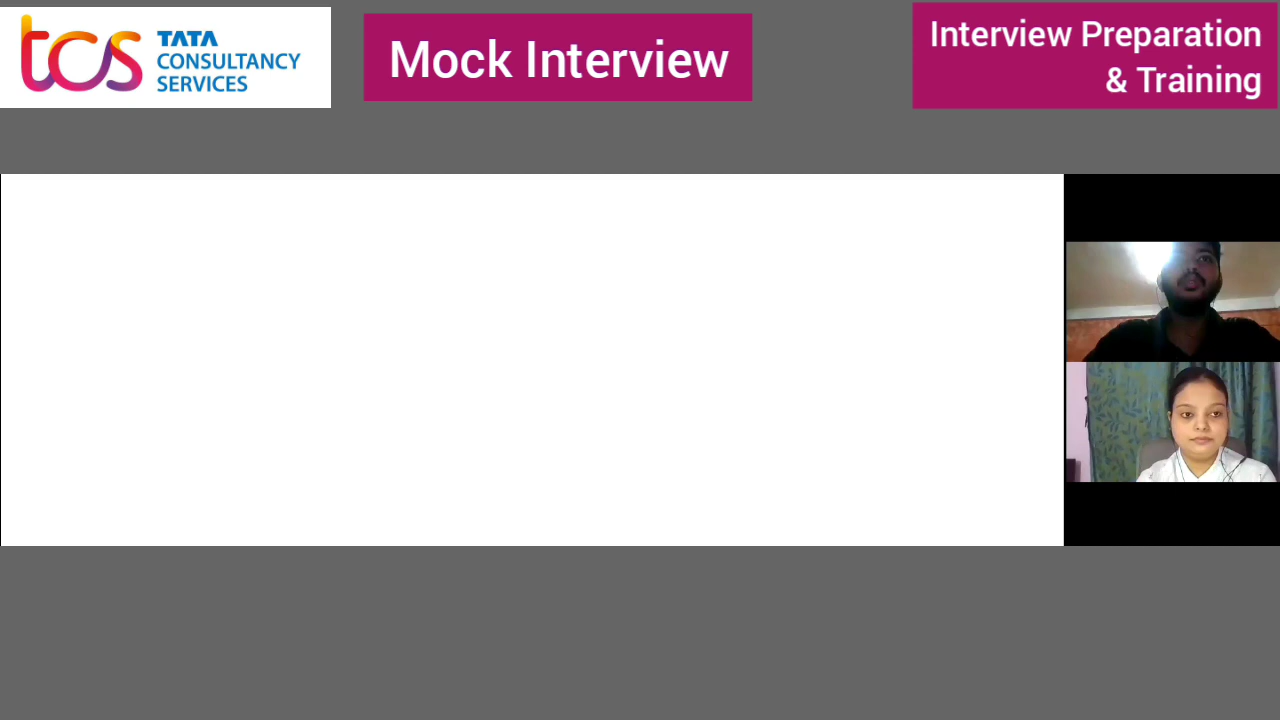 tcs
TATA
CONSULTANCY
SERVICES
Mock Interview
Interview Preparation
& Training